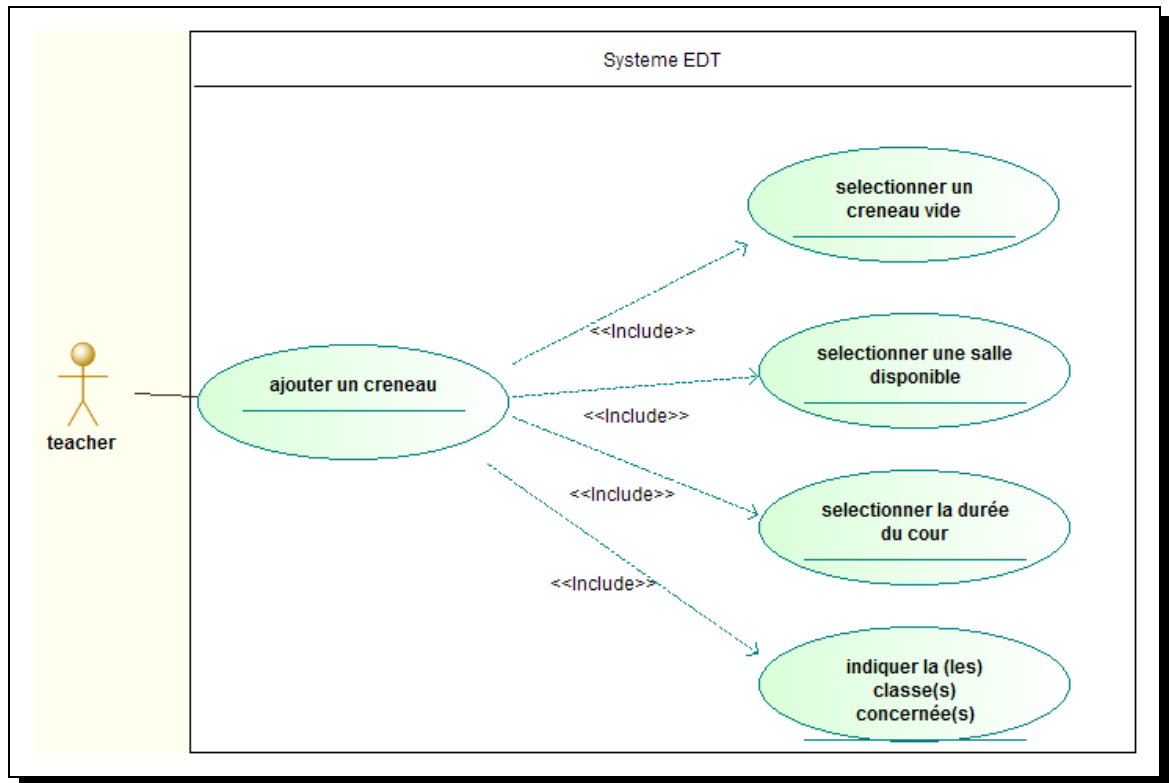 Systeme EDT
selectionner un
creneau vide
<<Include>>
selectionner une salle
disponible
ajouter un creneau
<<Include>>
teacher
<<Include>>
selectionner la durée
du cour
<<Include>>
indiquer la (les)
classe(s)
concernée(s)